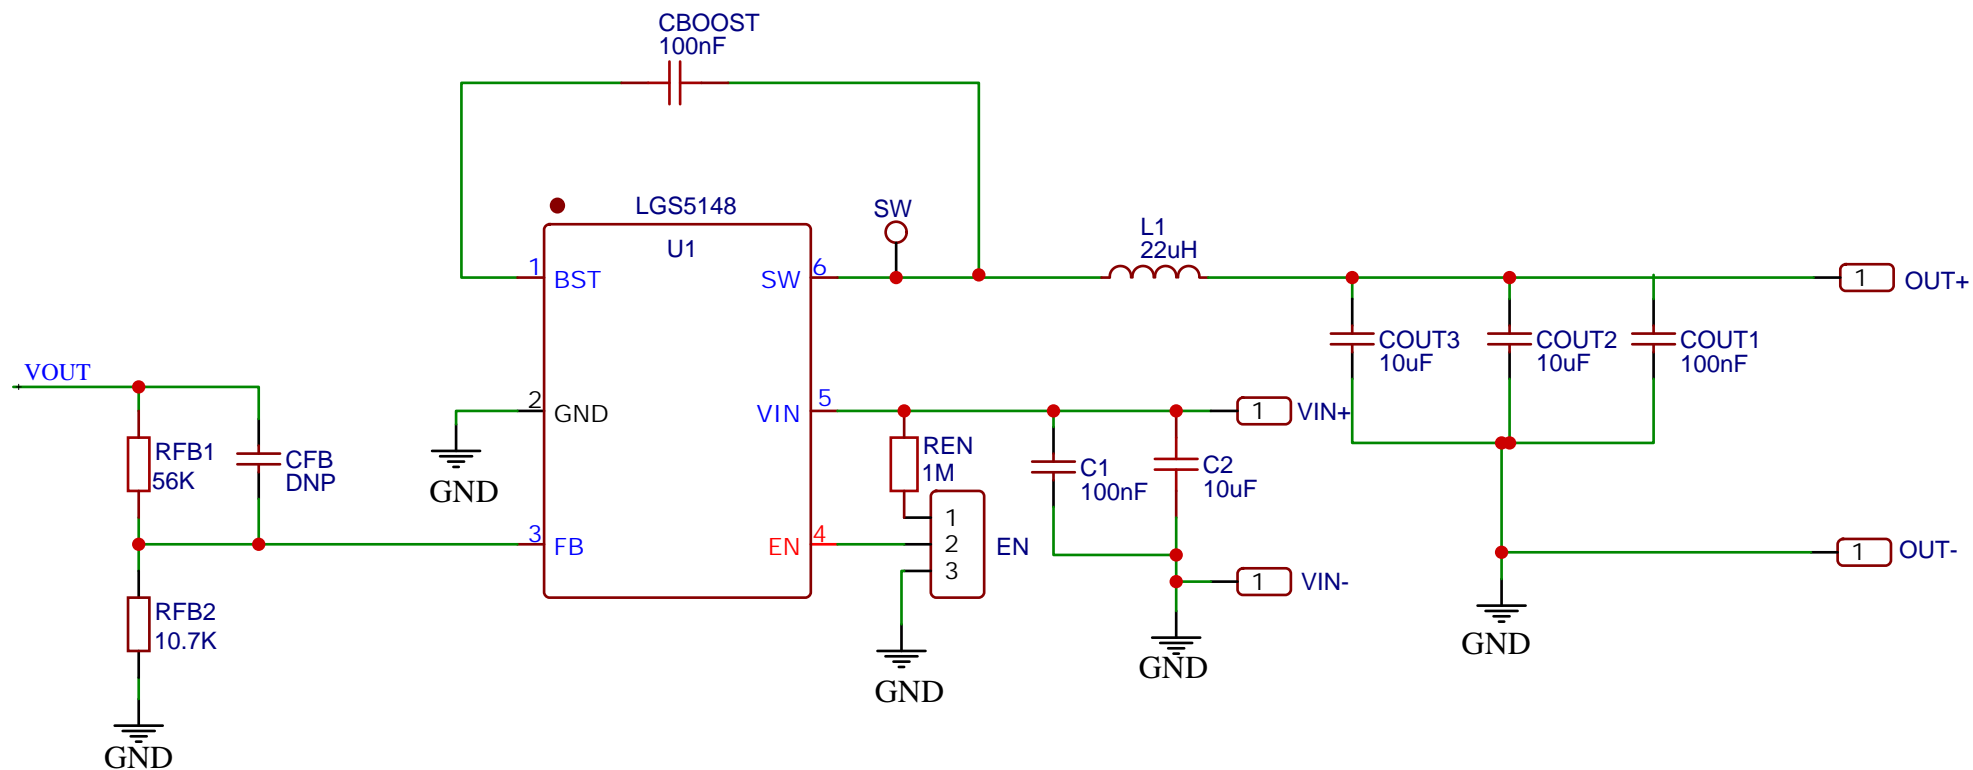 CBOOST
100nF
LGS5148
U1
1
BST
SW
6
SW
L1
22uH
1
OUT+
COUT3
10uF
COUT2
10uF
COUT1
100nF
VOUT
2
GND
VIN
5
1
VIN+
GND
RFB1
56K
CFB
DNP
REN
1M
C1
100nF
C2
10uF
3
FB
EN
4
1
2
3
EN
1
VIN-
1
OUT-
RFB2
10.7K
GND
GND
GND
GND